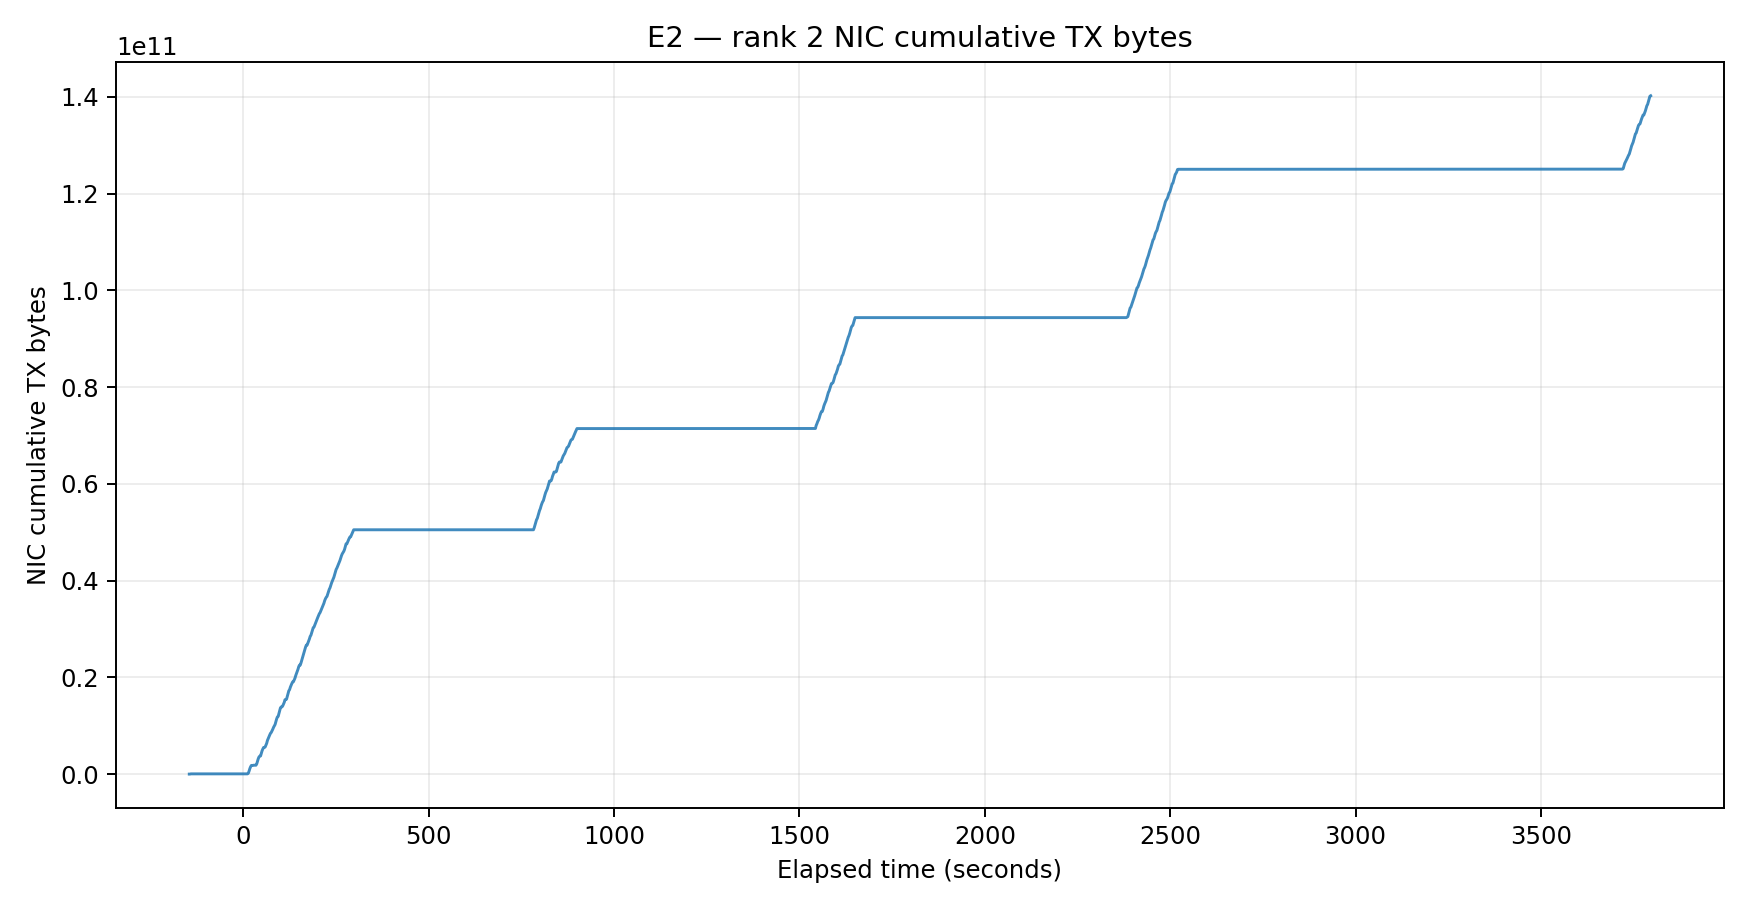 E2 — rank 2 NIC cumulative TX bytes
1e11
1.4
1.2
1.0
0.8
0.6
0.4
0.2
0.0
NIC cumulative TX bytes
0 500 1000 1500 2000 2500 3000 3500
Elapsed time (seconds)